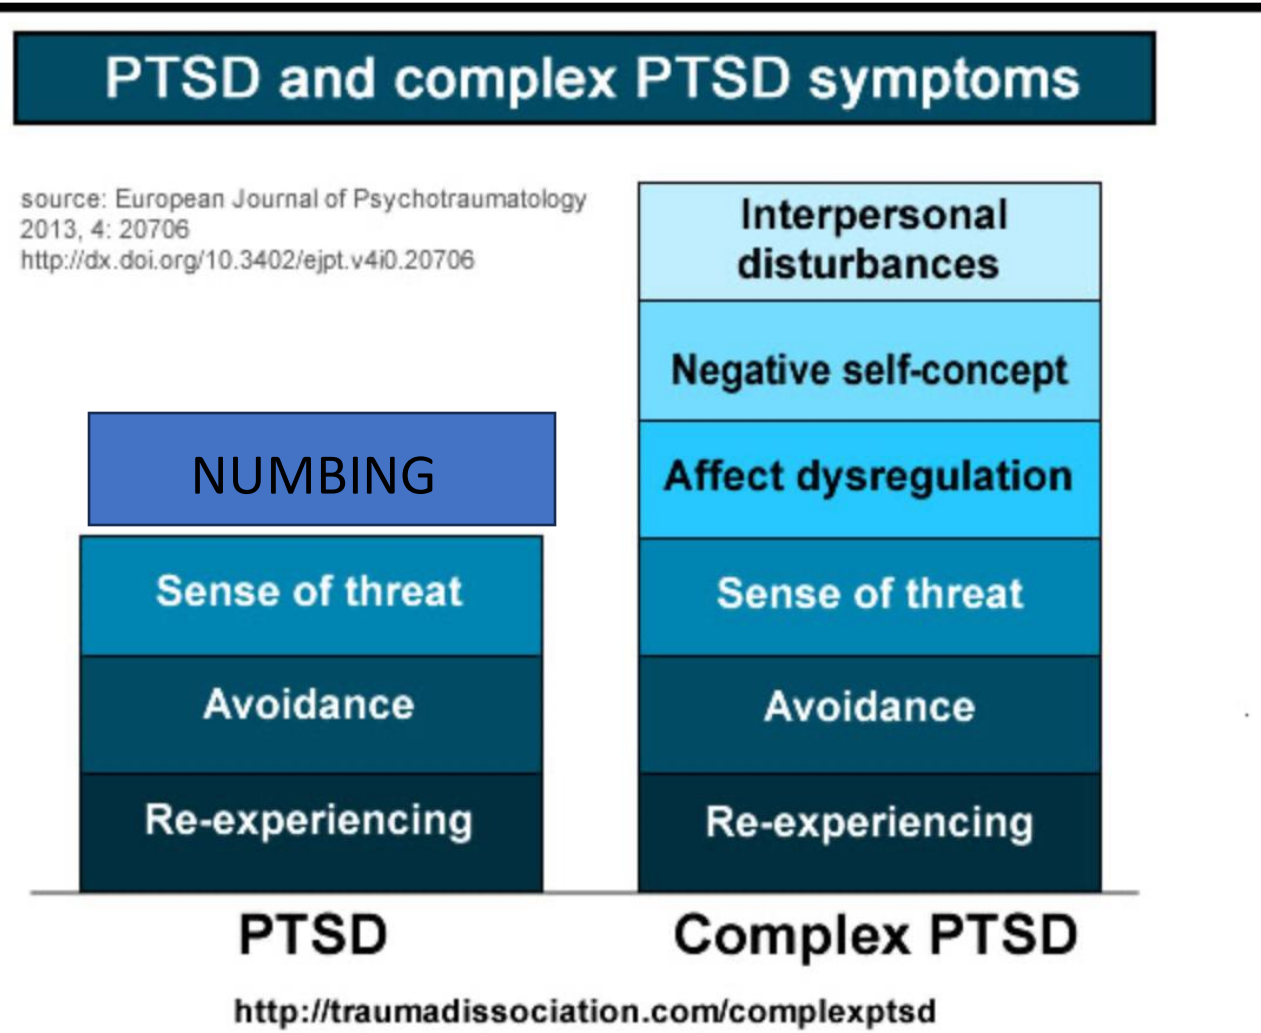 PTSD and complex PTSD symptoms
source: European Journal of Psychotraumatology
2013, 4: 20706
http://dx.doi.org/10.3402/ejpt.v4i0.20706
NUMBING
Sense of threat
Avoidance
Re-experiencing
PTSD
Interpersonal
disturbances
Negative self-concept
Affect dysregulation
Sense of threat
Avoidance
Re-experiencing
Complex PTSD
http://traumadissociation.com/complexptsd